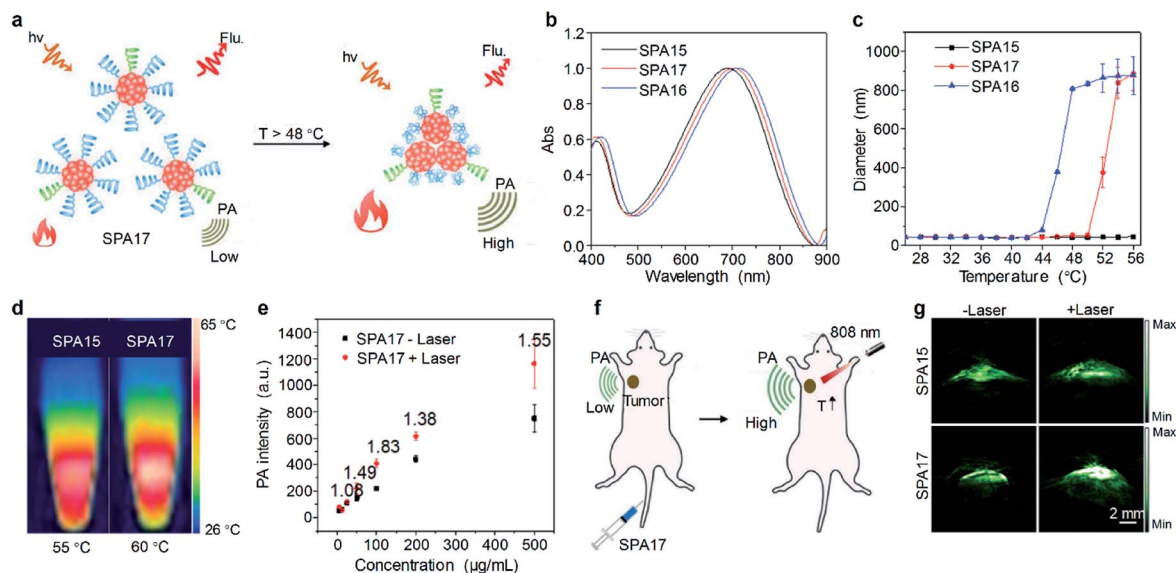 a
hv
Flu.
SPA17
PA
Low
T > 48 °C
hv
Flu.
PA
High
b
SPA15
SPA17
SPA16
Abs
1.2
1.0
0.8
0.6
0.4
0.2
0.0
400 500 600 700 800 900
Wavelength (nm)
c
SPA15
SPA17
SPA16
Diameter (nm)
1000
800
600
400
200
0
28 32 36 40 44 48 52 56
Temperature (°C)
d
SPA15 SPA17
65 °C
26 °C
55 °C 60 °C
e
SPA17 - Laser
SPA17 + Laser
PA intensity (a.u.)
1400
1200
1000
800
600
400
200
0
1.08
1.49
1.83
1.38
1.55
0 100 200 300 400 500
Concentration (µg/mL)
f
PA
Low
Tumor
SPA17
808 nm
PA
High
T↑
g
-Laser +Laser
SPA15
SPA17
Max
Min
Max
Min
2 mm